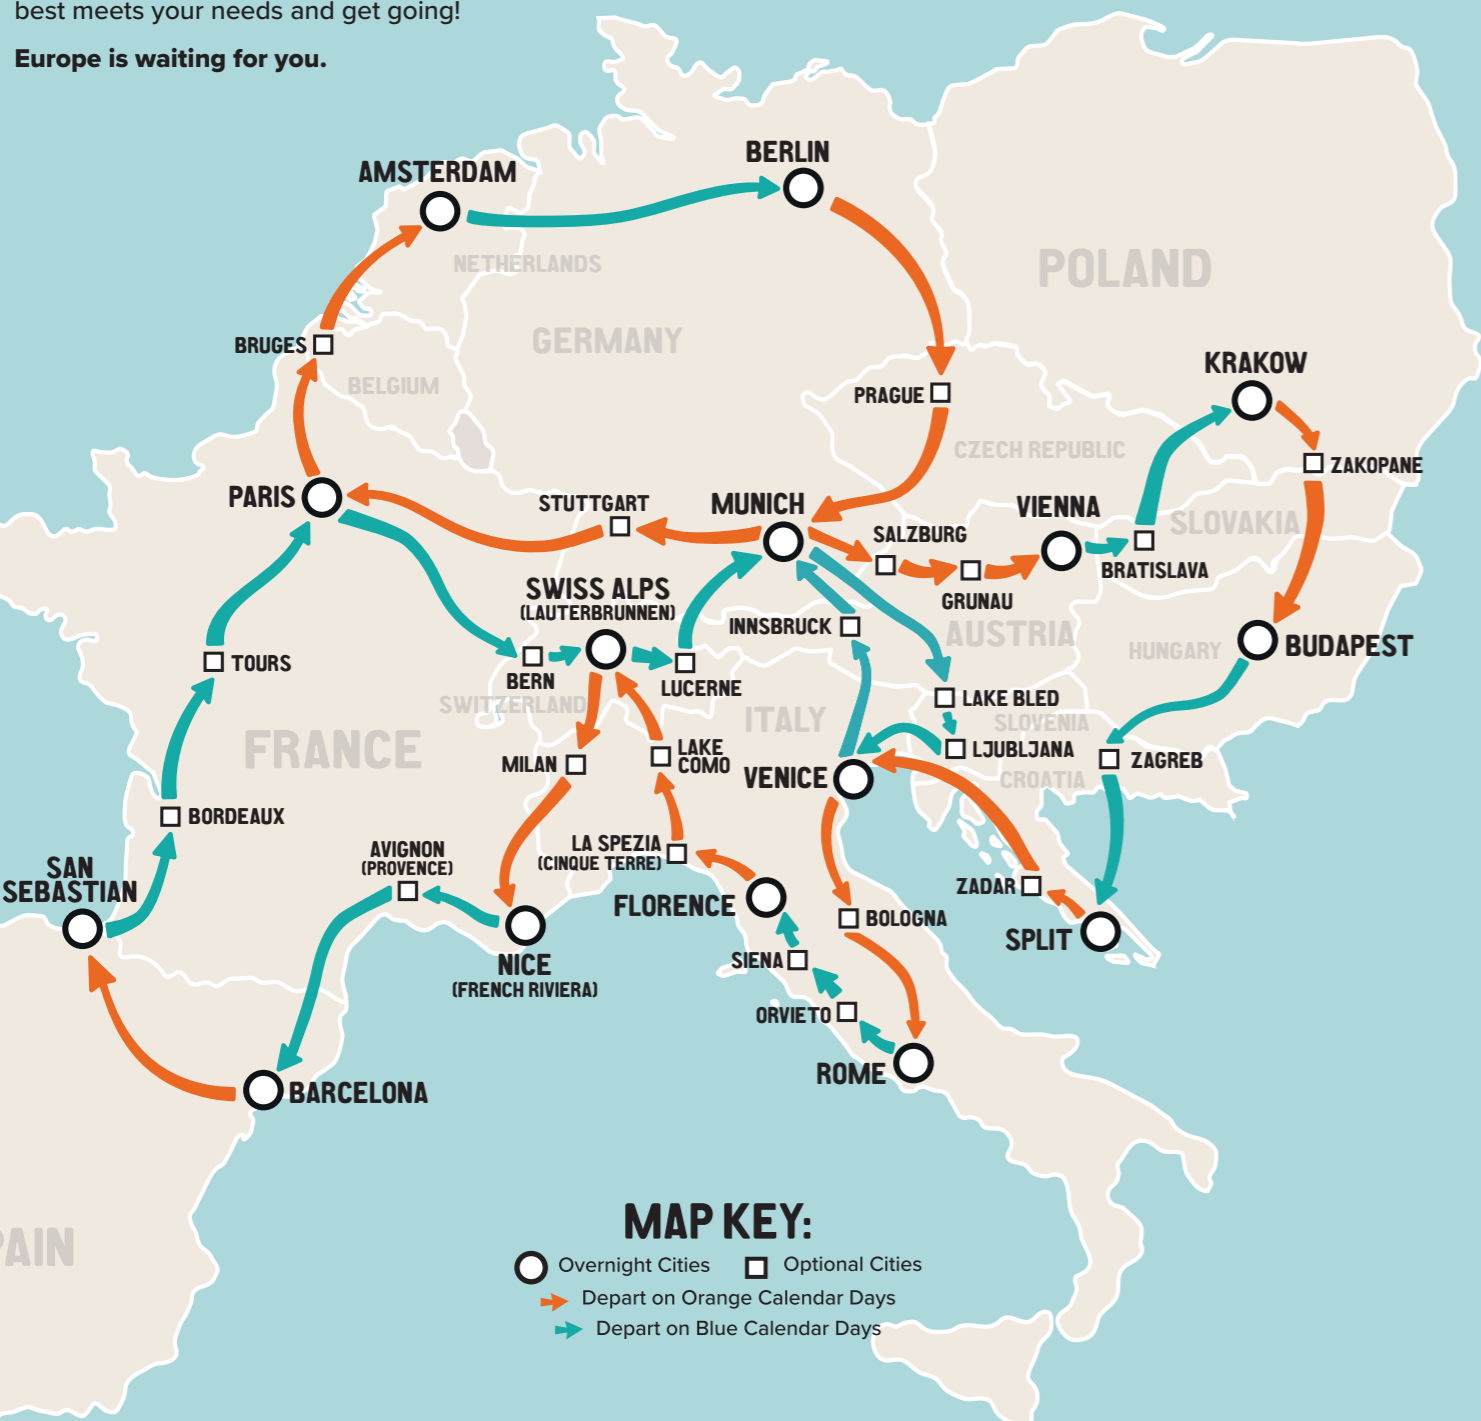 best meets your needs and get going!
Europe is waiting for you.
BERLIN
AMSTERDAM
NETHERLANDS
POLAND
GERMANY
BRUGES
KRAKOW
BELGIUM
PRAGUE
CZECH REPUBLIC
ZAKOPANE
PARIS
STUTTGART
MUNICH
VIENNA
SLOVAKIA
SALZBURG
BRATISLAVA
SWISS ALPS
(LAUTERBRUNNEN)
GRUNAU
INNSBRUCK
AUSTRIA
BUDAPEST
HUNGARY
TOURS
BERN
LUCERNE
SWITZERLAND
LAKE BLED
ITALY
SLOVENIA
FRANCE
LJUBLJANA
LAKE
COMO
MILAN
VENICE
ZAGREB
CROATIA
BORDEAUX
AVIGNON
(PROVENCE)
LA SPEZIA
(CINQUE TERRE)
SAN
SEBASTIAN
ZADAR
FLORENCE
BOLOGNA
SPLIT
NICE
(FRENCH RIVIERA)
SIENA
ORVIETO
ROME
BARCELONA
PAIN
MAP KEY:
Overnight Cities
Optional Cities
Depart on Orange Calendar Days
Depart on Blue Calendar Days